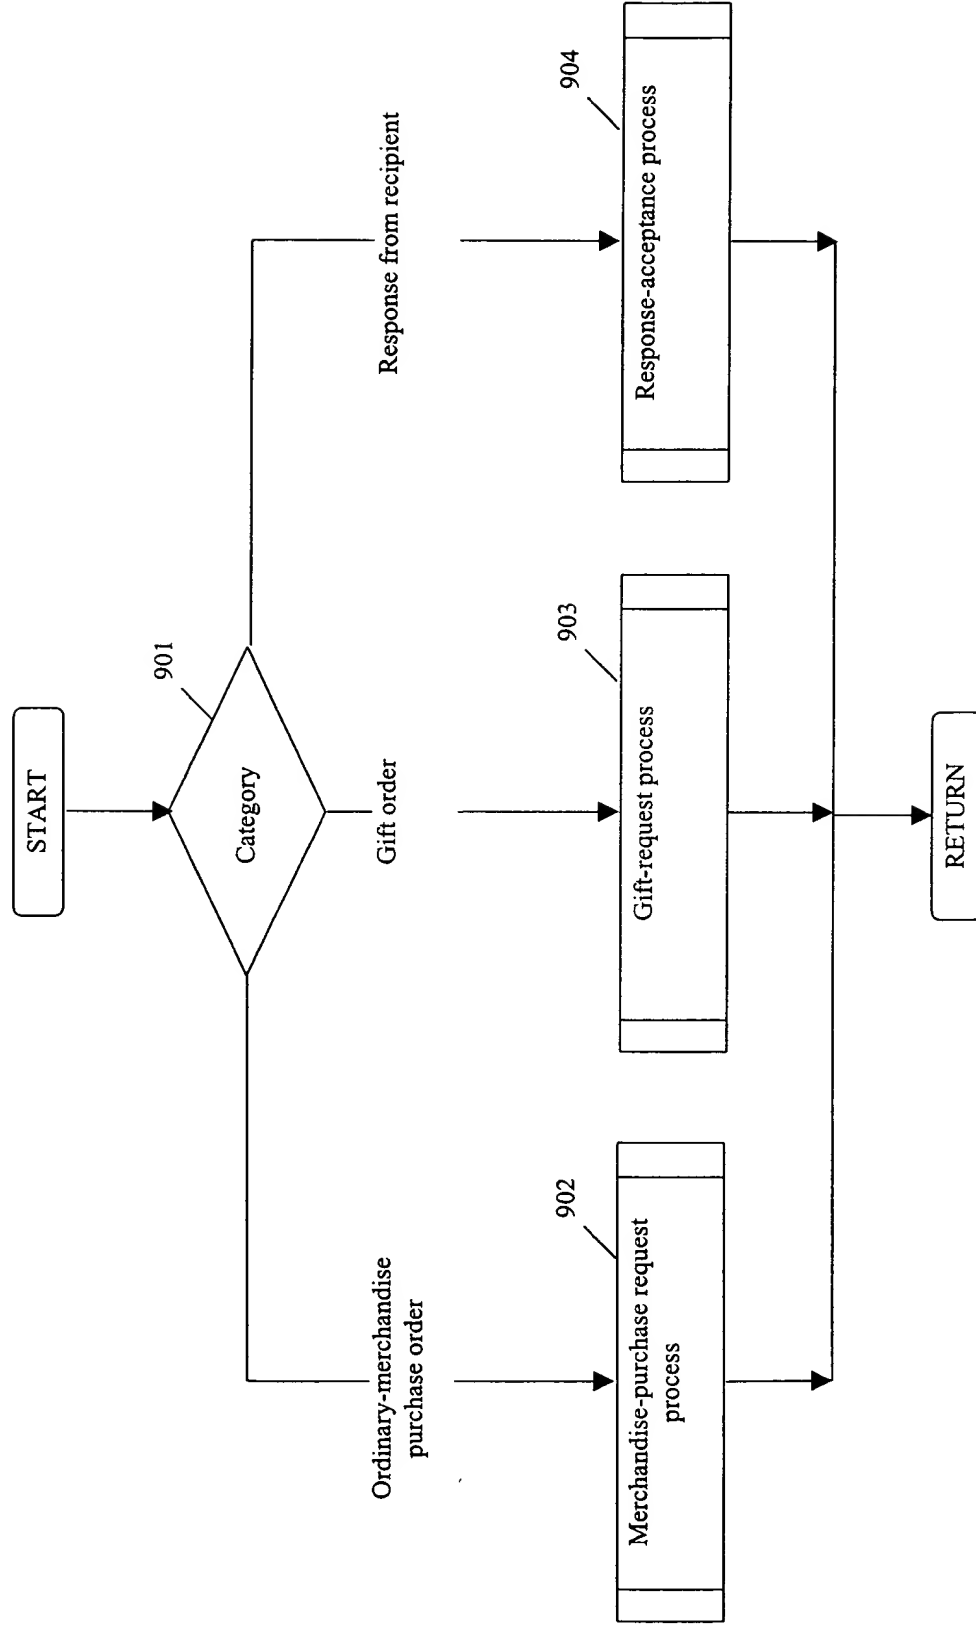 START
901
Category
Ordinary-merchandise
purchase order
Gift order
Response from recipient
902
Merchandise-purchase request
process
903
Gift-request process
904
Response-acceptance process
RETURN